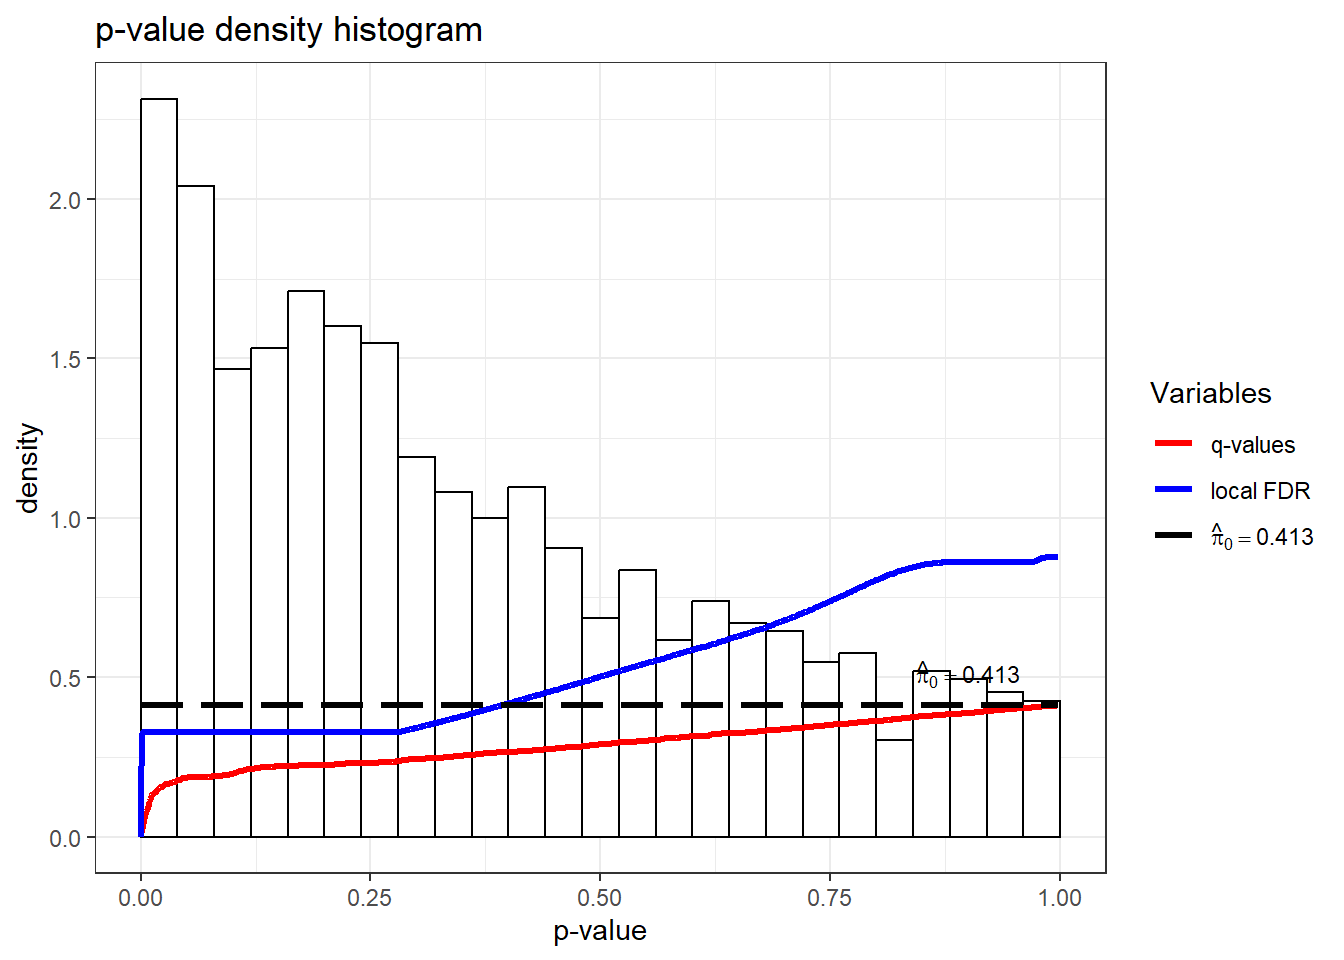 p-value density histogram
density
2.0
1.5
1.0
0.5
0.0
π̂₀ = 0.413
0.00 0.25 0.50 0.75 1.00
p-value
Variables
q-values
local FDR
π̂₀ = 0.413